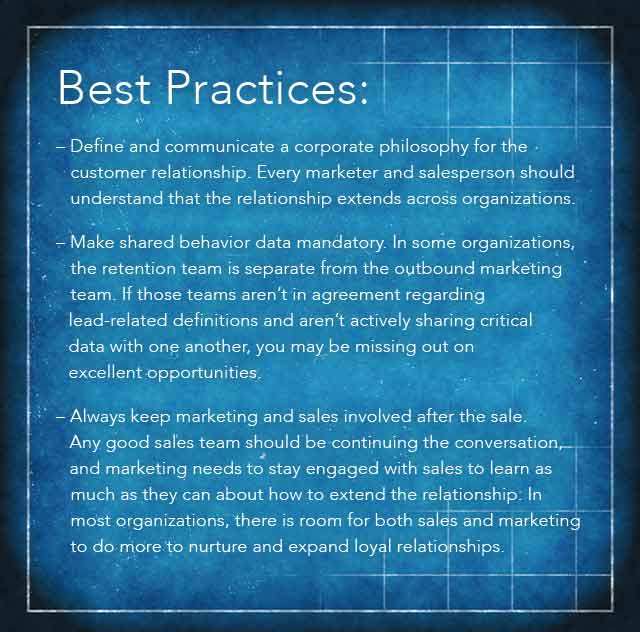 Best Practices:
– Define and communicate a corporate philosophy for the
customer relationship. Every marketer and salesperson should
understand that the relationship extends across organizations.
– Make shared behavior data mandatory. In some organizations,
the retention team is separate from the outbound marketing
team. If those teams aren't in agreement regarding
lead-related definitions and aren't actively sharing critical
data with one another, you may be missing out on
excellent opportunities.
– Always keep marketing and sales involved after the sale.
Any good sales team should be continuing the conversation,
and marketing needs to stay engaged with sales to learn as
much as they can about how to extend the relationship. In
most organizations, there is room for both sales and marketing
to do more to nurture and expand loyal relationships.